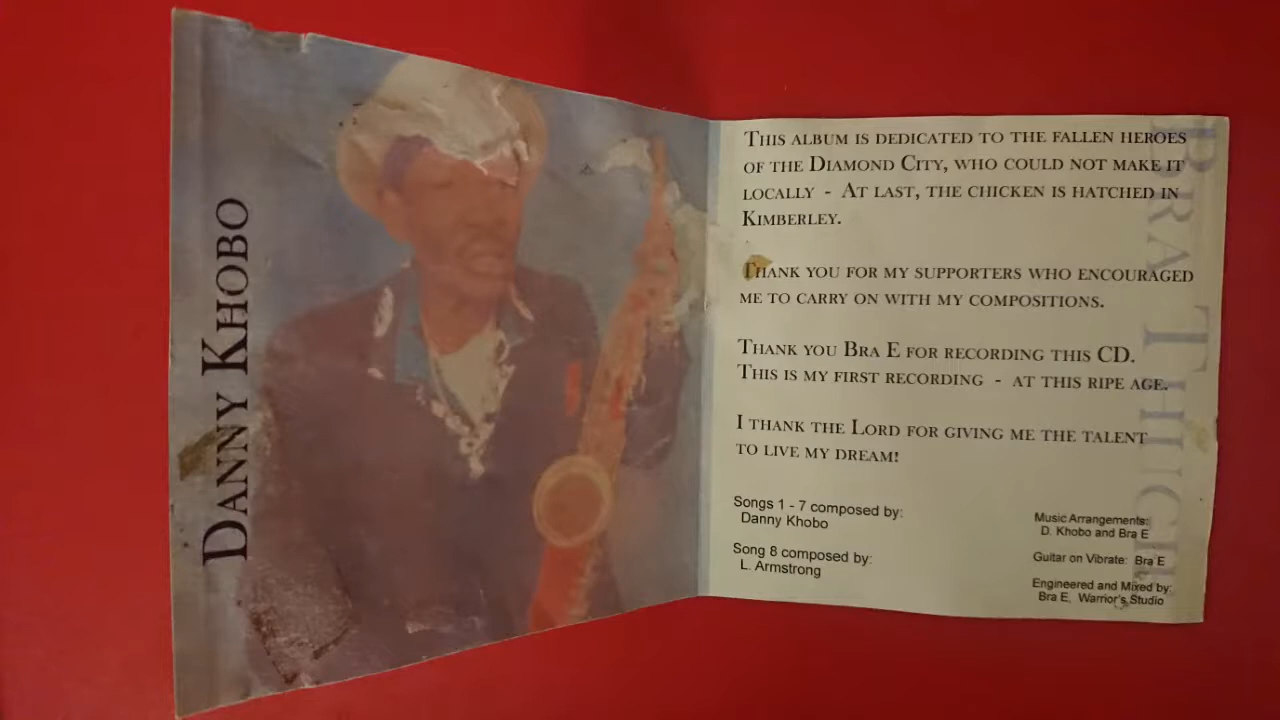 DANNY KHOBO
THIS ALBUM IS DEDICATED TO THE FALLEN HEROES
OF THE DIAMOND CITY, WHO COULD NOT MAKE IT
LOCALLY - AT LAST, THE CHICKEN IS HATCHED IN
KIMBERLEY.
THANK YOU FOR MY SUPPORTERS WHO ENCOURAGED
ME TO CARRY ON WITH MY COMPOSITIONS.
THANK YOU BRA E FOR RECORDING THIS CD.
THIS IS MY FIRST RECORDING - AT THIS RIPE AGE.
I THANK THE LORD FOR GIVING ME THE TALENT
TO LIVE MY DREAM!
Songs 1 - 7 composed by:
Danny Khobo
Song 8 composed by:
L. Armstrong
Music Arrangements:
D. Khobo and Bra E
Guitar on Vibrate: Bra E
Engineered and Mixed by:
Bra E, Warrior's Studio
BRA